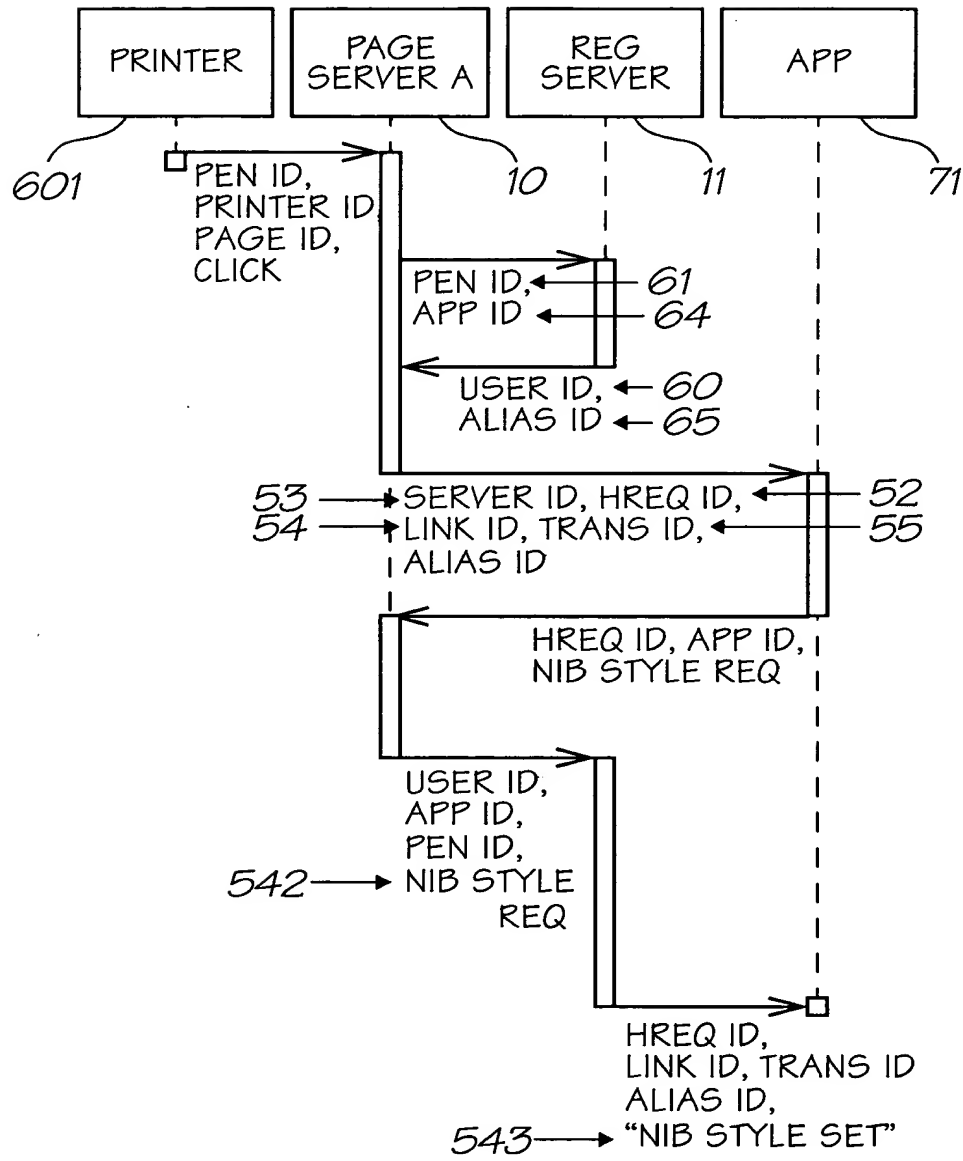 PRINTER
PAGE
SERVER A
REG
SERVER
APP
601
10
11
71
PEN ID,
PRINTER ID
PAGE ID,
CLICK
PEN ID,
61
APP ID
64
USER ID,
60
ALIAS ID
65
53
SERVER ID, HREQ ID,
52
54
LINK ID, TRANS ID,
55
ALIAS ID
HREQ ID, APP ID,
NIB STYLE REQ
USER ID,
APP ID,
PEN ID,
542
NIB STYLE
REQ
HREQ ID,
LINK ID, TRANS ID
ALIAS ID,
543
"NIB STYLE SET"